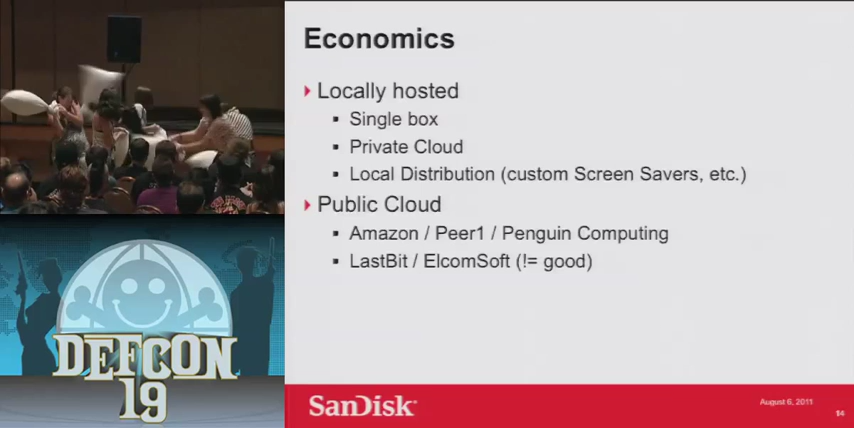 Economics
Locally hosted
Single box
Private Cloud
Local Distribution (custom Screen Savers, etc.)
Public Cloud
Amazon / Peer1 / Penguin Computing
LastBit / ElcomSoft (!= good)
DEFCON
19
SanDisk
August 6, 2011
14